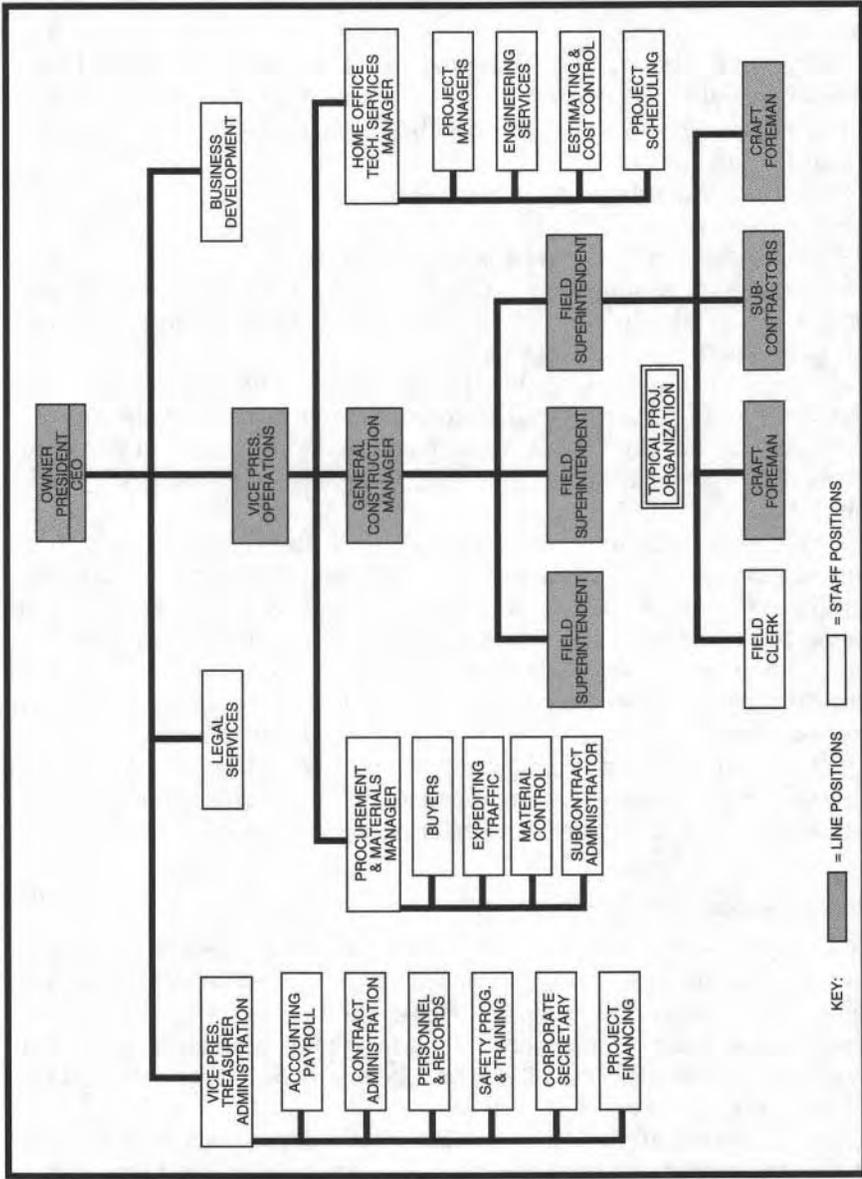 OWNER
PRESIDENT
CEO
VICE PRES.
TREASURER
ADMINISTRATION
LEGAL
SERVICES
VICE PRES.
OPERATIONS
BUSINESS
DEVELOPMENT
ACCOUNTING
PAYROLL
CONTRACT
ADMINISTRATION
PERSONNEL
& RECORDS
SAFETY PROG.
& TRAINING
CORPORATE
SECRETARY
PROJECT
FINANCING
PROCUREMENT
& MATERIALS
MANAGER
BUYERS
EXPEDITING
TRAFFIC
MATERIAL
CONTROL
SUBCONTRACT
ADMINISTRATOR
GENERAL
CONSTRUCTION
MANAGER
HOME OFFICE
TECH. SERVICES
MANAGER
PROJECT
MANAGERS
ENGINEERING
SERVICES
ESTIMATING &
COST CONTROL
PROJECT
SCHEDULING
FIELD
SUPERINTENDENT
FIELD
SUPERINTENDENT
FIELD
SUPERINTENDENT
TYPICAL PROJ.
ORGANIZATION
FIELD
CLERK
CRAFT
FOREMAN
SUB-
CONTRACTORS
CRAFT
FOREMAN
KEY:
= LINE POSITIONS
= STAFF POSITIONS